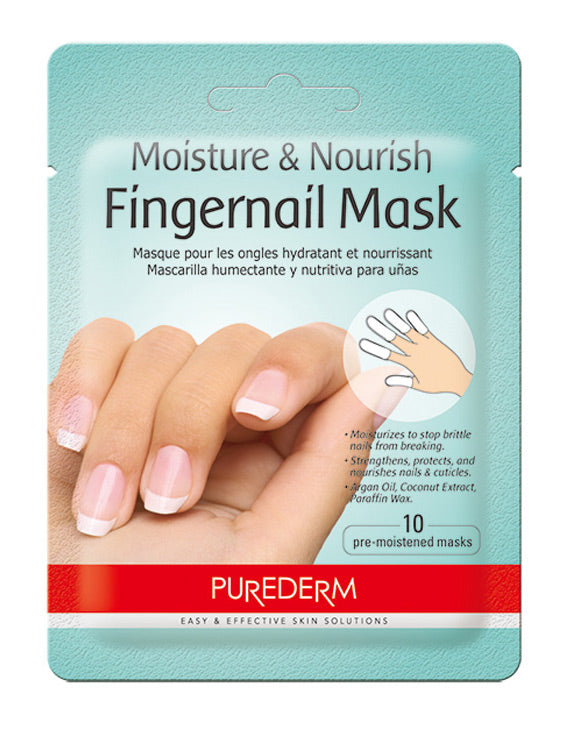 Moisture & Nourish
Fingernail Mask
Masque pour les ongles hydratant et nourrissant
Mascarilla humectante y nutritiva para uñas
• Moisturizes to stop brittle
nails from breaking.
• Strengthens, protects, and
nourishes nails & cuticles.
• Argan Oil, Coconut Extract,
Paraffin Wax.
10
pre-moistened masks
PUREDERM
EASY & EFFECTIVE SKIN SOLUTIONS